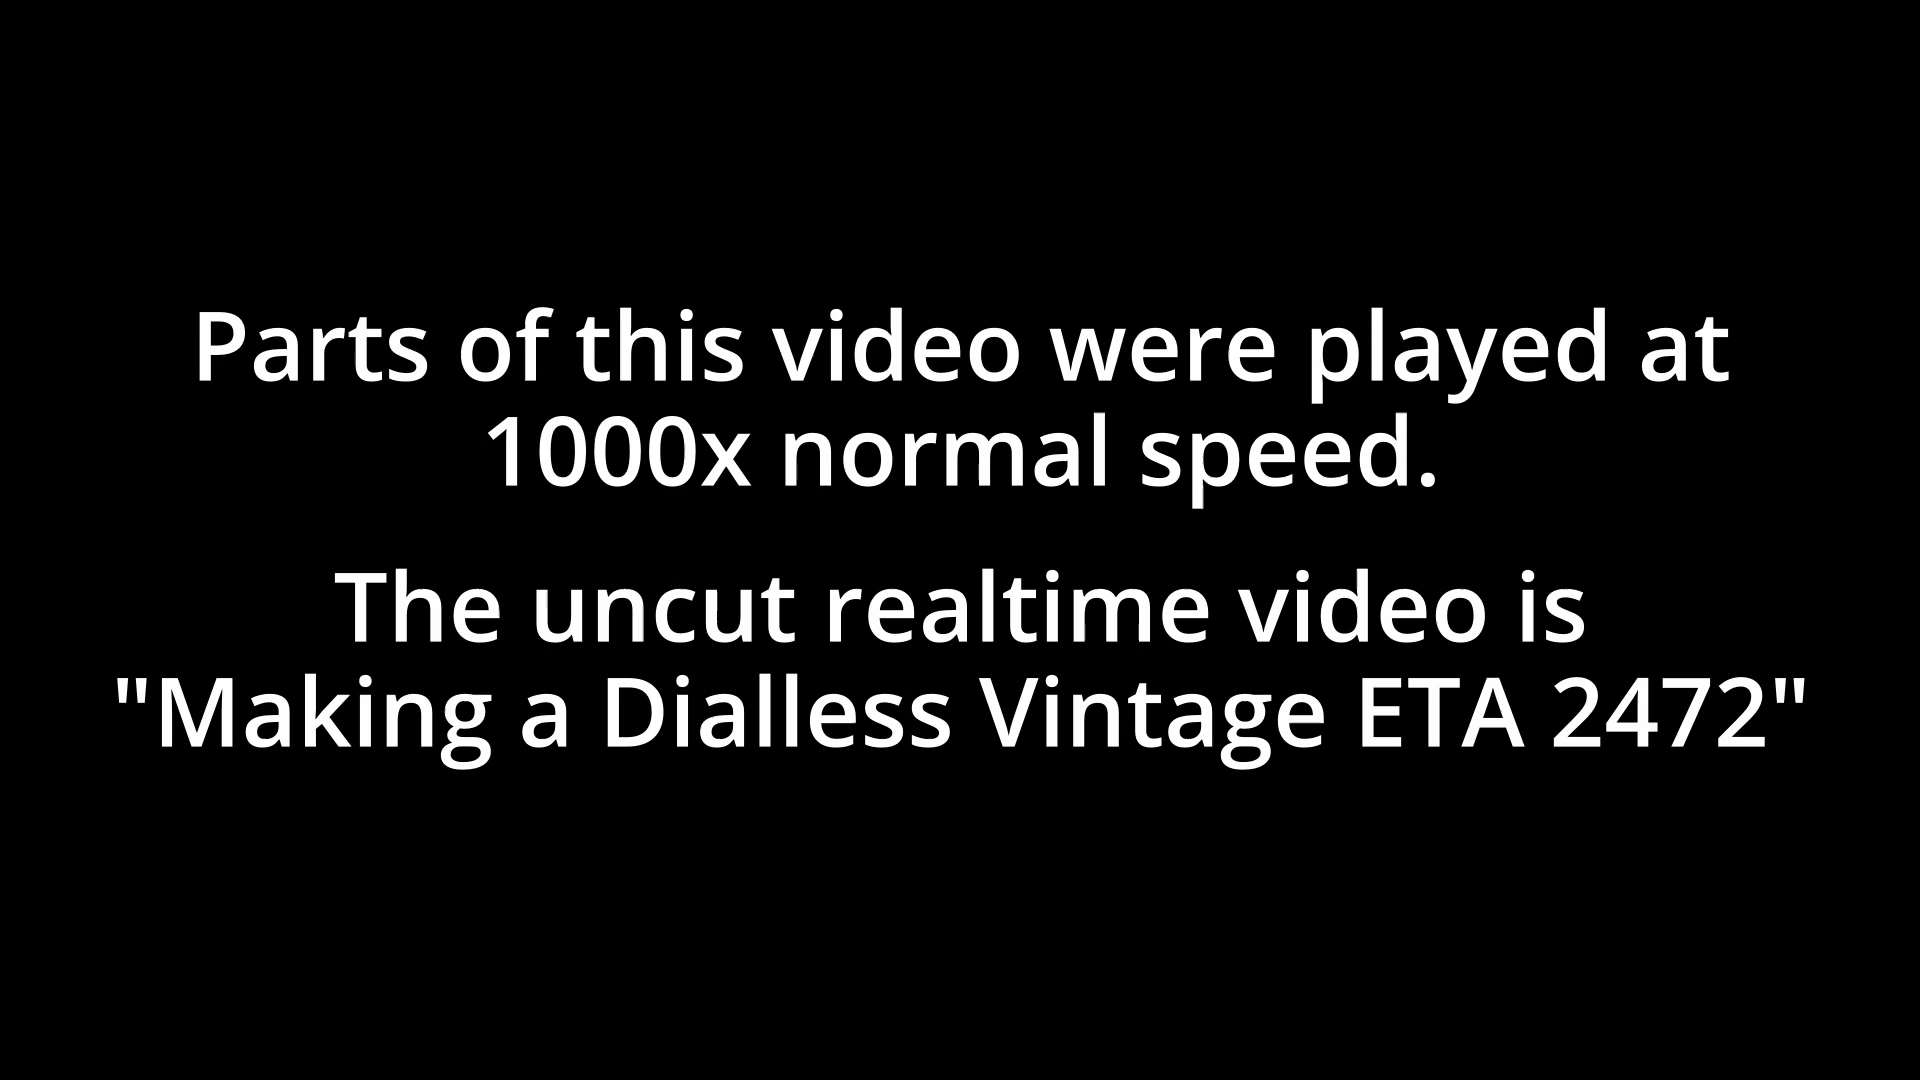 Parts of this video were played at
1000x normal speed.
The uncut realtime video is
"Making a Dialless Vintage ETA 2472"